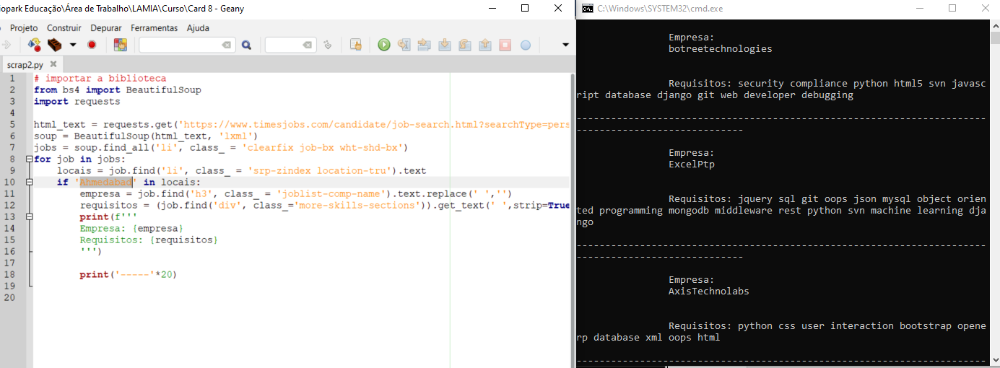 iopark Educação\Área de Trabalho\LAMIA\Curso\Card 8 - Geany
Projeto Construir Depurar Ferramentas Ajuda
scrap2.py
1 # importar a biblioteca
2 from bs4 import BeautifulSoup
3 import requests
4
5 html_text = requests.get('https://www.timesjobs.com/candidate/job-search.html?searchType=pers
6 soup = BeautifulSoup(html_text, 'lxml')
7 jobs = soup.find_all('li', class_ = 'clearfix job-bx wht-shd-bx')
8 for job in jobs:
9 locais = job.find('li', class_ = 'srp-zindex location-tru').text
10 if 'Ahmedabad' in locais:
11 empresa = job.find('h3', class_ = 'joblist-comp-name').text.replace(' ','')
12 requisitos = (job.find('div', class_='more-skills-sections')).get_text(' ',strip=True
13 print(f'''
14 Empresa: {empresa}
15 Requisitos: {requisitos}
16 ''')
17
18 print('-----'*20)
19
20
C:\Windows\SYSTEM32\cmd.exe
Empresa:
botreetechnologies
Requisitos: security compliance python html5 svn javasc
ript database django git web developer debugging
-----------------------------------------------------------------------
-----------------------------
Empresa:
ExcelPtp
Requisitos: jquery sql git oops json mysql object orien
ted programming mongodb middleware rest python svn machine learning dja
ngo
-----------------------------------------------------------------------
-----------------------------
Empresa:
AxisTechnolabs
Requisitos: python css user interaction bootstrap opene
rp database xml oops html
-----------------------------------------------------------------------